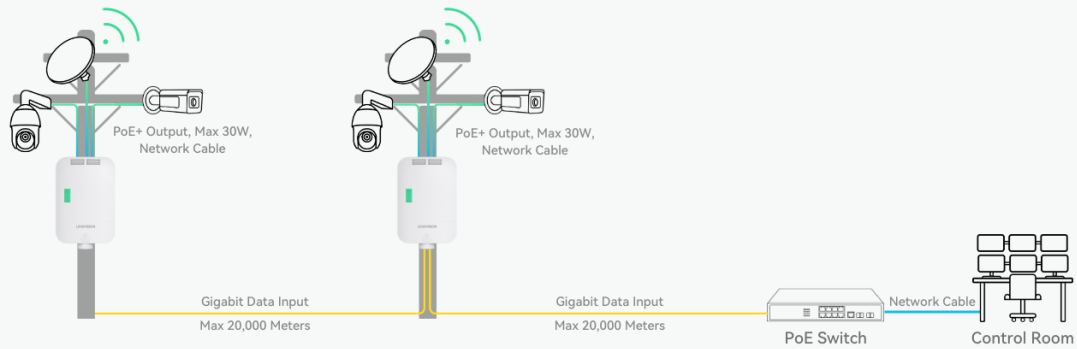 PoE+ Output, Max 30W,
Network Cable
PoE+ Output, Max 30W,
Network Cable
Gigabit Data Input
Max 20,000 Meters
Gigabit Data Input
Max 20,000 Meters
Network Cable
PoE Switch
Control Room